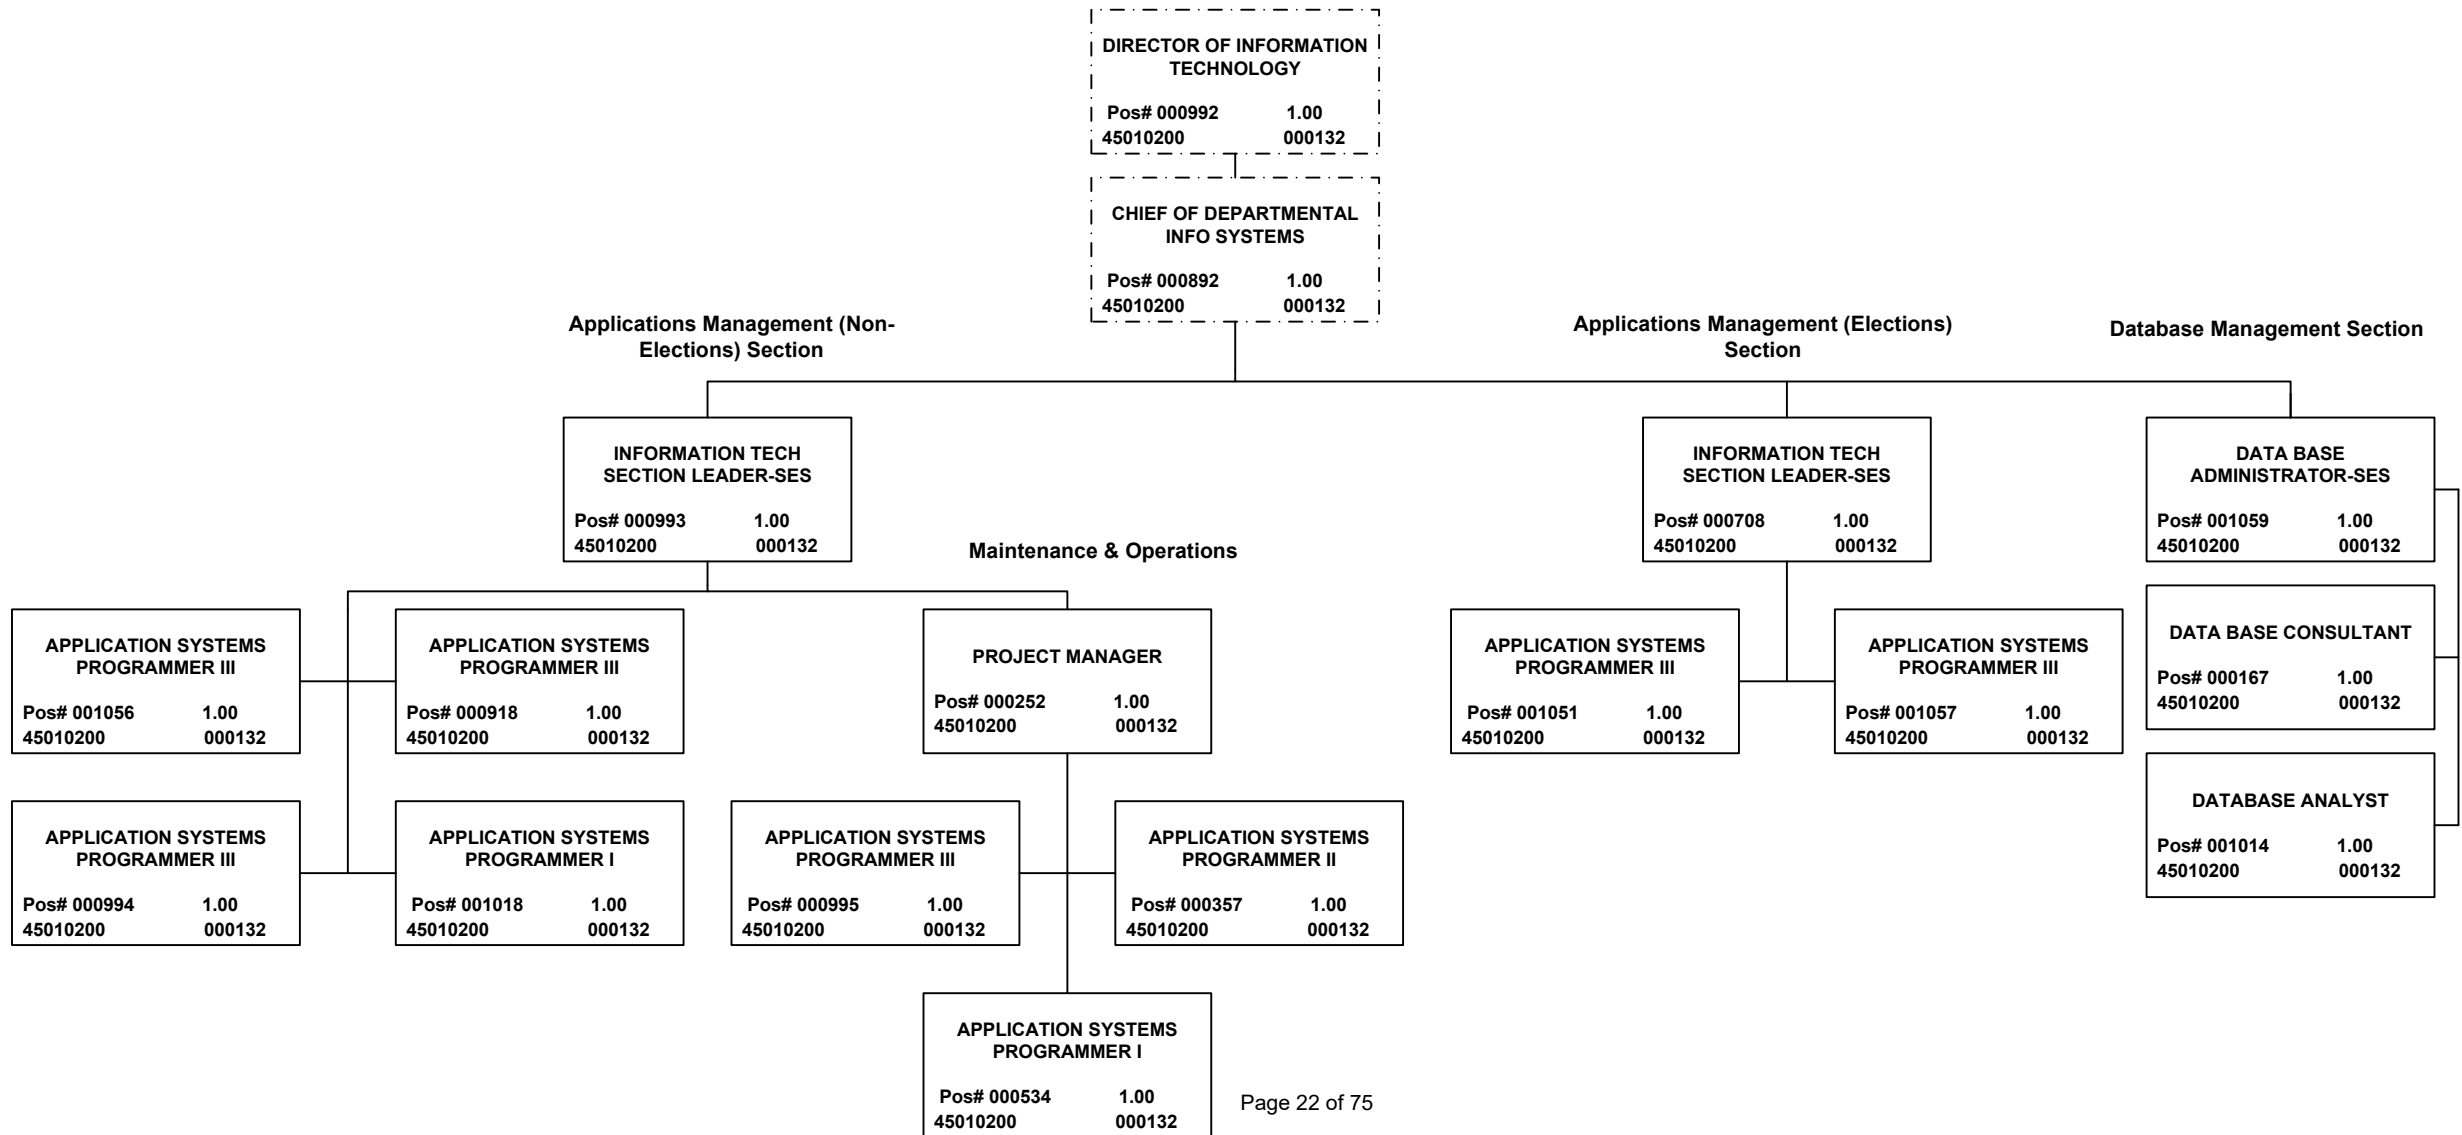 DIRECTOR OF INFORMATION
TECHNOLOGY
Pos# 000992 1.00
45010200 000132
CHIEF OF DEPARTMENTAL
INFO SYSTEMS
Pos# 000892 1.00
45010200 000132
Applications Management (Non-
Elections) Section
Applications Management (Elections)
Section
Database Management Section
INFORMATION TECH
SECTION LEADER-SES
Pos# 000993 1.00
45010200 000132
INFORMATION TECH
SECTION LEADER-SES
Pos# 000708 1.00
45010200 000132
DATA BASE
ADMINISTRATOR-SES
Pos# 001059 1.00
45010200 000132
Maintenance & Operations
APPLICATION SYSTEMS
PROGRAMMER III
Pos# 001056 1.00
45010200 000132
APPLICATION SYSTEMS
PROGRAMMER III
Pos# 000918 1.00
45010200 000132
PROJECT MANAGER
Pos# 000252 1.00
45010200 000132
APPLICATION SYSTEMS
PROGRAMMER III
Pos# 001051 1.00
45010200 000132
APPLICATION SYSTEMS
PROGRAMMER III
Pos# 001057 1.00
45010200 000132
DATA BASE CONSULTANT
Pos# 000167 1.00
45010200 000132
APPLICATION SYSTEMS
PROGRAMMER III
Pos# 000994 1.00
45010200 000132
APPLICATION SYSTEMS
PROGRAMMER I
Pos# 001018 1.00
45010200 000132
APPLICATION SYSTEMS
PROGRAMMER III
Pos# 000995 1.00
45010200 000132
APPLICATION SYSTEMS
PROGRAMMER II
Pos# 000357 1.00
45010200 000132
DATABASE ANALYST
Pos# 001014 1.00
45010200 000132
APPLICATION SYSTEMS
PROGRAMMER I
Pos# 000534 1.00
45010200 000132
Page 22 of 75